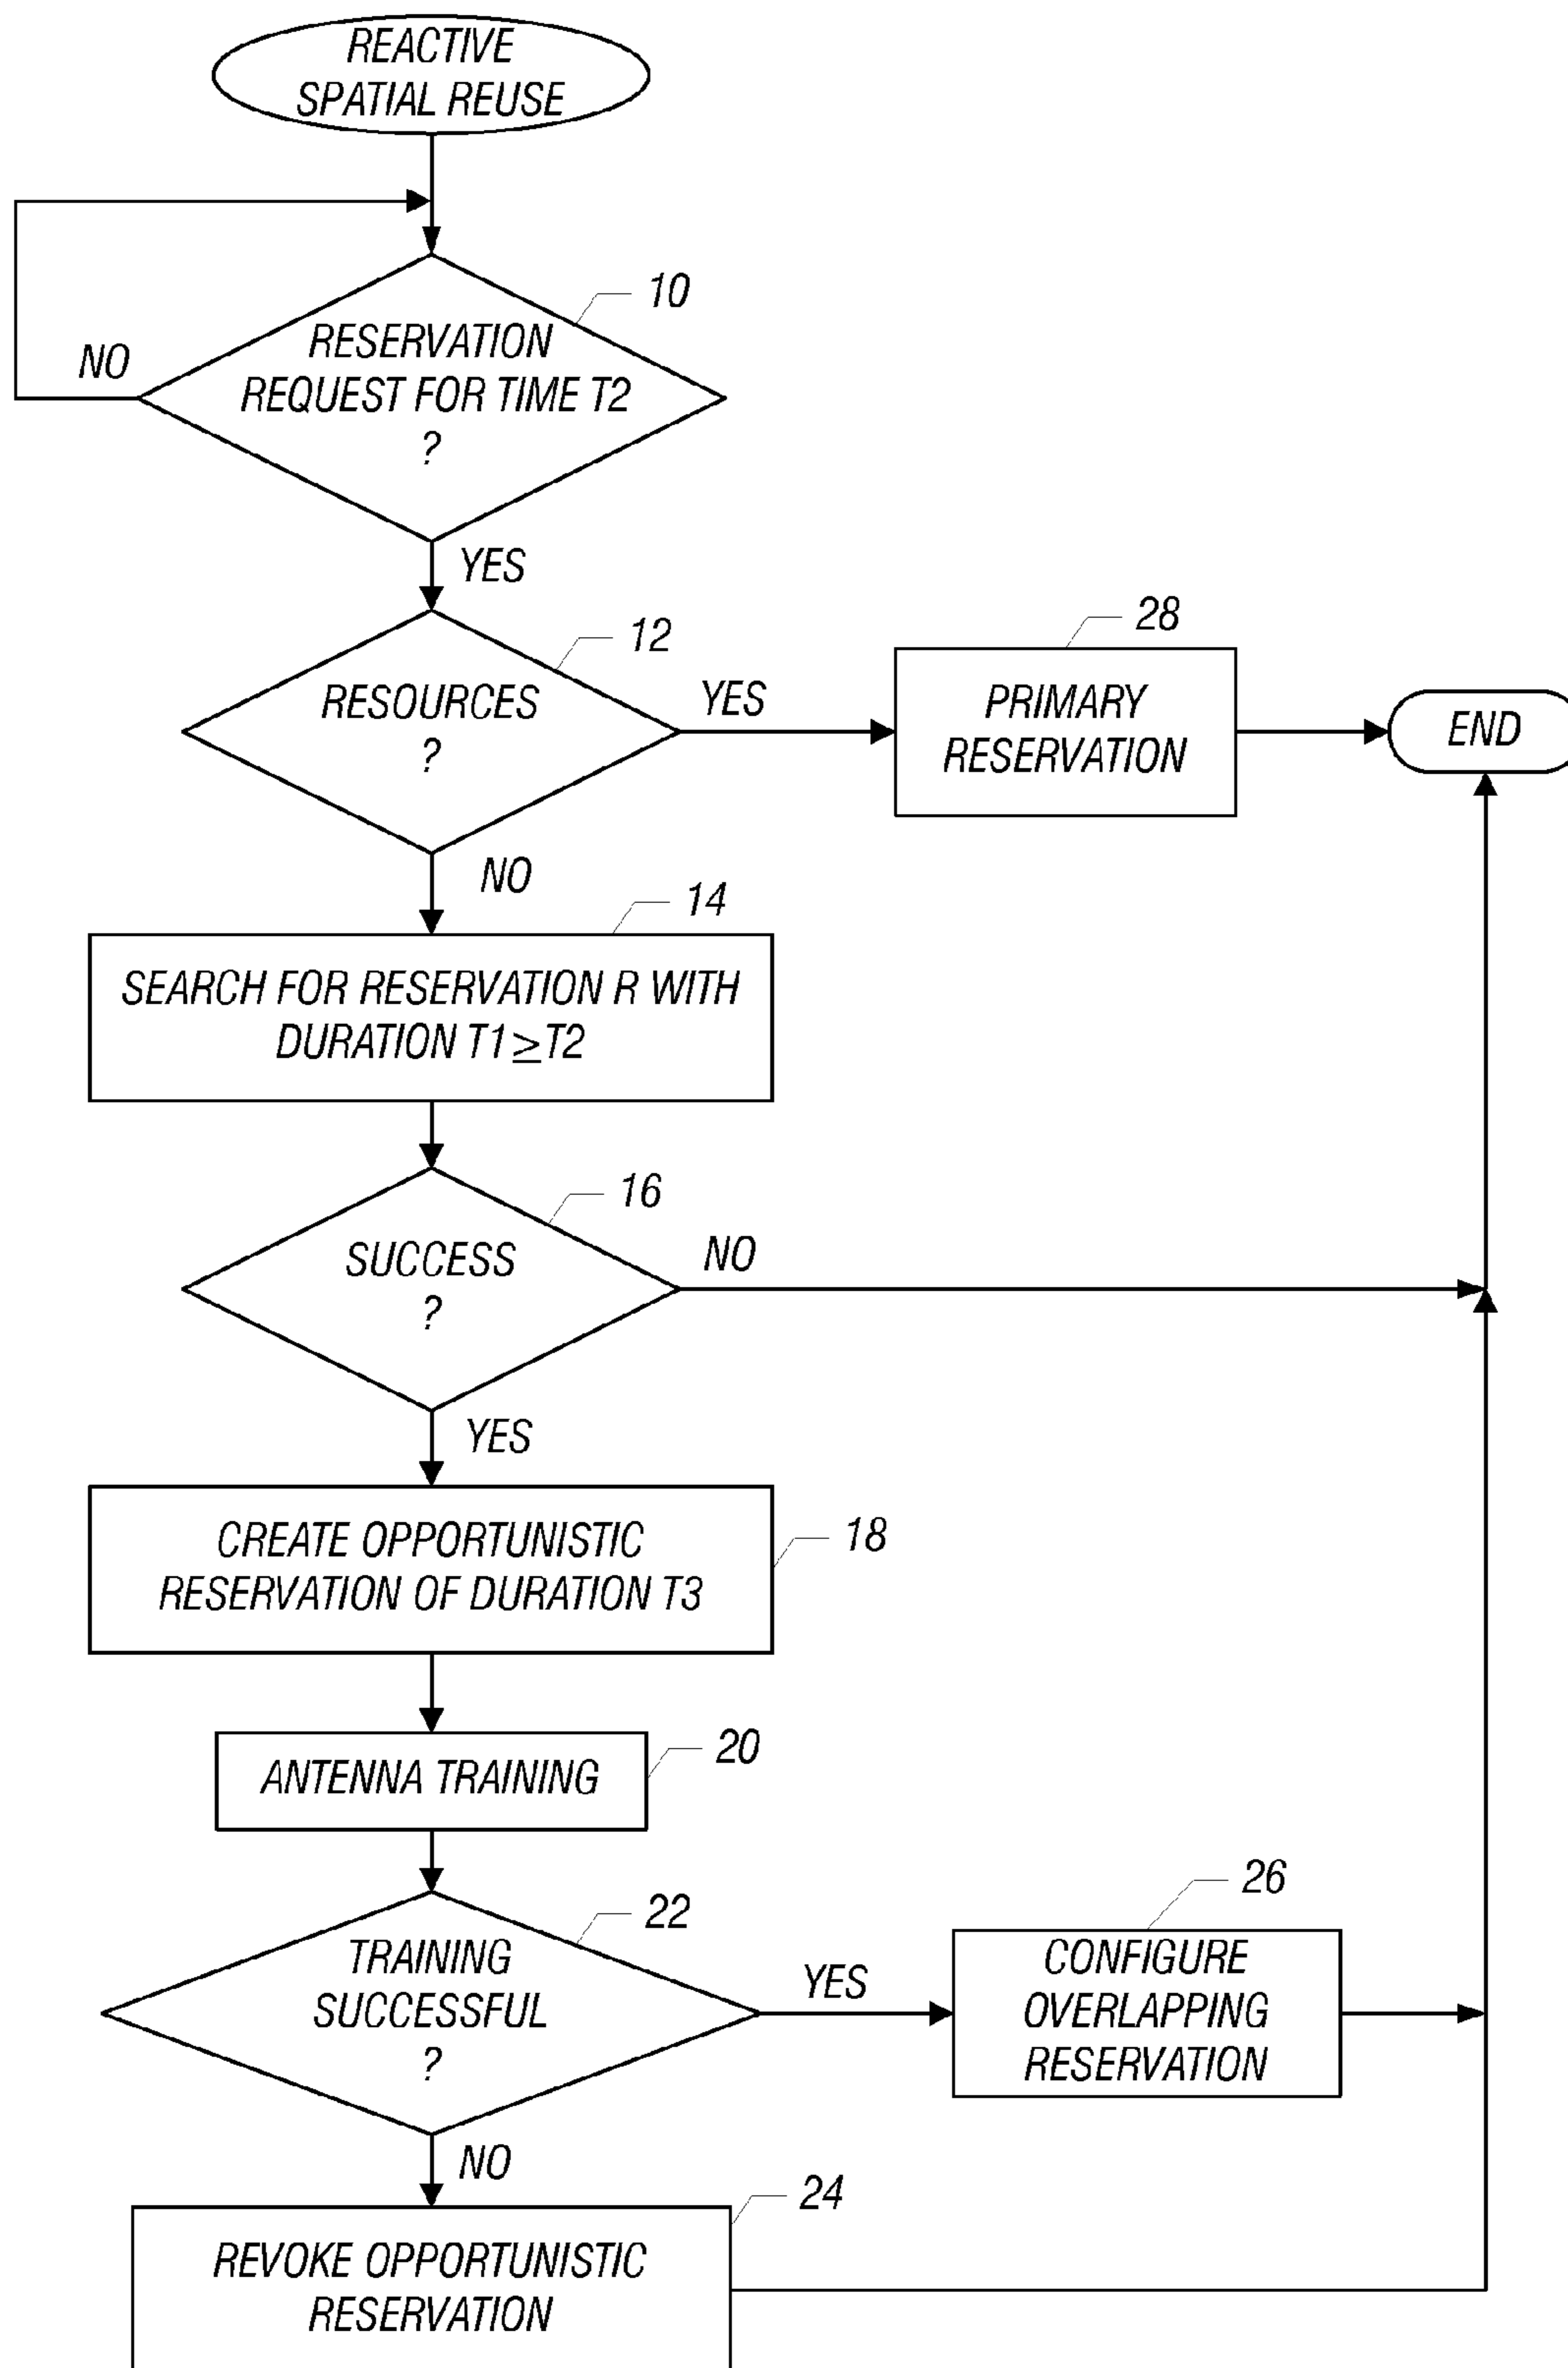 REACTIVE
SPATIAL REUSE
10
RESERVATION
REQUEST FOR TIME T2
?
NO
YES
12
RESOURCES
?
YES
28
PRIMARY
RESERVATION
END
NO
14
SEARCH FOR RESERVATION R WITH
DURATION T1≥T2
16
SUCCESS
?
NO
YES
CREATE OPPORTUNISTIC
RESERVATION OF DURATION T3
18
ANTENNA TRAINING
20
22
TRAINING
SUCCESSFUL
?
YES
26
CONFIGURE
OVERLAPPING
RESERVATION
NO
24
REVOKE OPPORTUNISTIC
RESERVATION